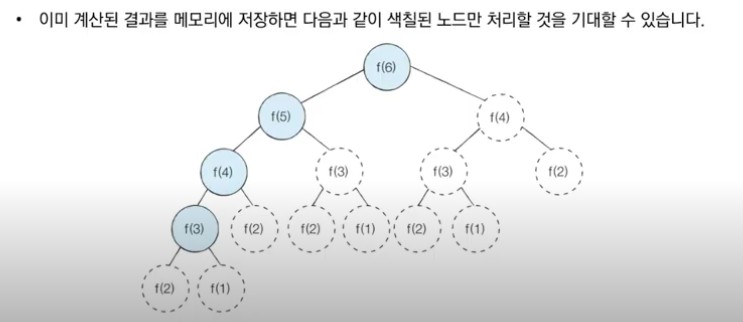 • 이미 계산된 결과를 메모리에 저장하면 다음과 같이 색칠된 노드만 처리할 것을 기대할 수 있습니다.
f(6)
f(5)
f(4)
f(4)
f(3)
f(3)
f(2)
f(3)
f(2)
f(2)
f(1)
f(2)
f(1)
f(2)
f(1)